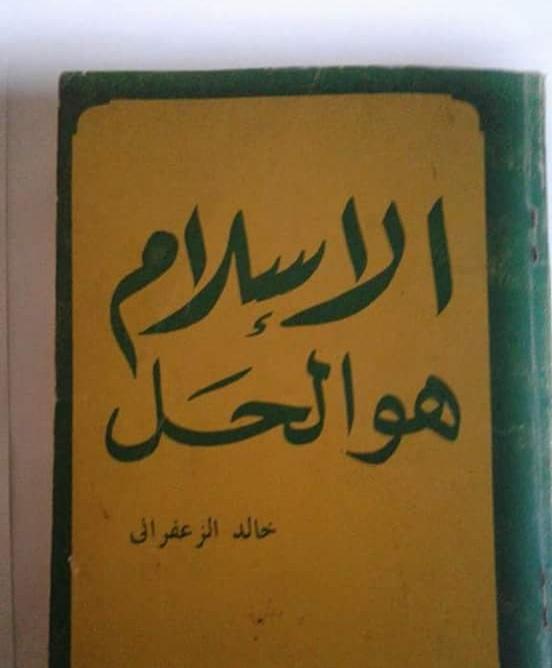 الإسلام
هو الحل
خالد الزعفرانى